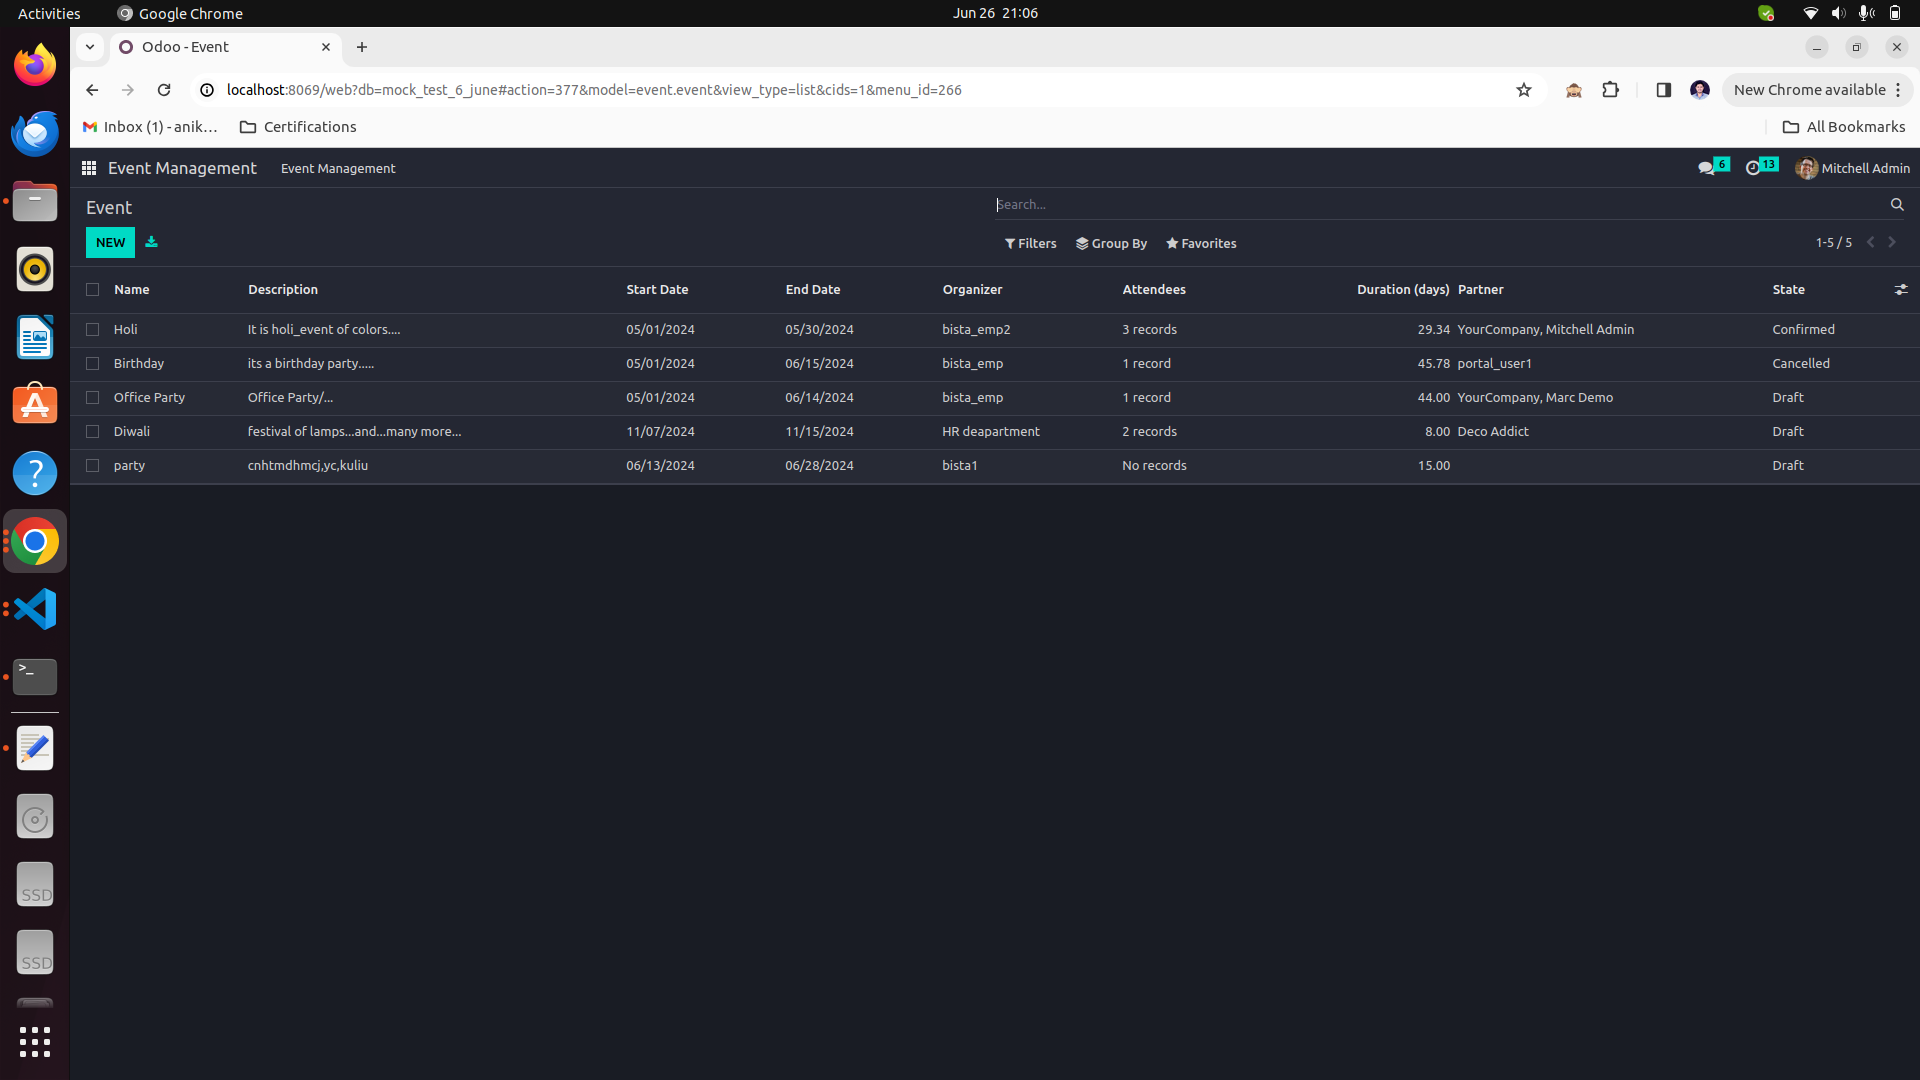 Activities Google Chrome Jun 26 21:06
Odoo - Event
localhost:8069/web?db=mock_test_6_june#action=377&model=event.event&view_type=list&cids=1&menu_id=266 New Chrome available
Inbox (1) - anik... Certifications All Bookmarks
Event Management Event Management 6 13 Mitchell Admin
Event Search...
NEW Filters Group By Favorites 1-5 / 5
Name Description Start Date End Date Organizer Attendees Duration (days) Partner State
Holi It is holi_event of colors.... 05/01/2024 05/30/2024 bista_emp2 3 records 29.34 YourCompany, Mitchell Admin Confirmed
Birthday its a birthday party..... 05/01/2024 06/15/2024 bista_emp 1 record 45.78 portal_user1 Cancelled
Office Party Office Party/... 05/01/2024 06/14/2024 bista_emp 1 record 44.00 YourCompany, Marc Demo Draft
Diwali festival of lamps...and...many more... 11/07/2024 11/15/2024 HR deapartment 2 records 8.00 Deco Addict Draft
party cnhtmdhmcj,yc,kuliu 06/13/2024 06/28/2024 bista1 No records 15.00 Draft
SSD
SSD